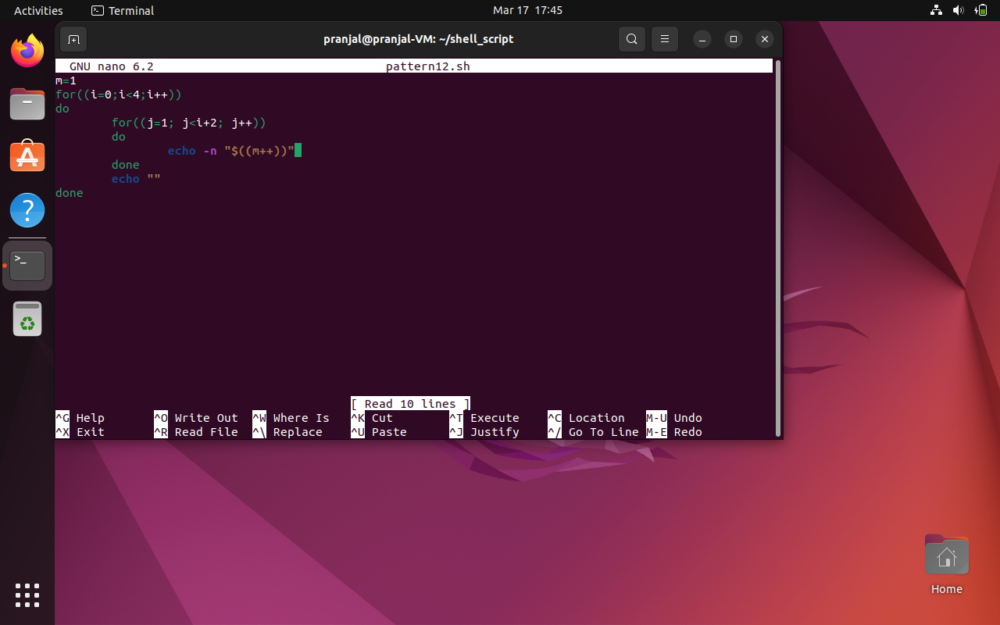 Activities Terminal Mar 17 17:45
pranjal@pranjal-VM: ~/shell_script
GNU nano 6.2 pattern12.sh
m=1
for((i=0;i<4;i++))
do
for((j=1; j<i+2; j++))
do
echo -n "$((m++))"
done
echo ""
done
[ Read 10 lines ]
^G Help ^O Write Out ^W Where Is ^K Cut ^T Execute ^C Location M-U Undo
^X Exit ^R Read File ^\ Replace ^U Paste ^J Justify ^/ Go To Line M-E Redo
Home